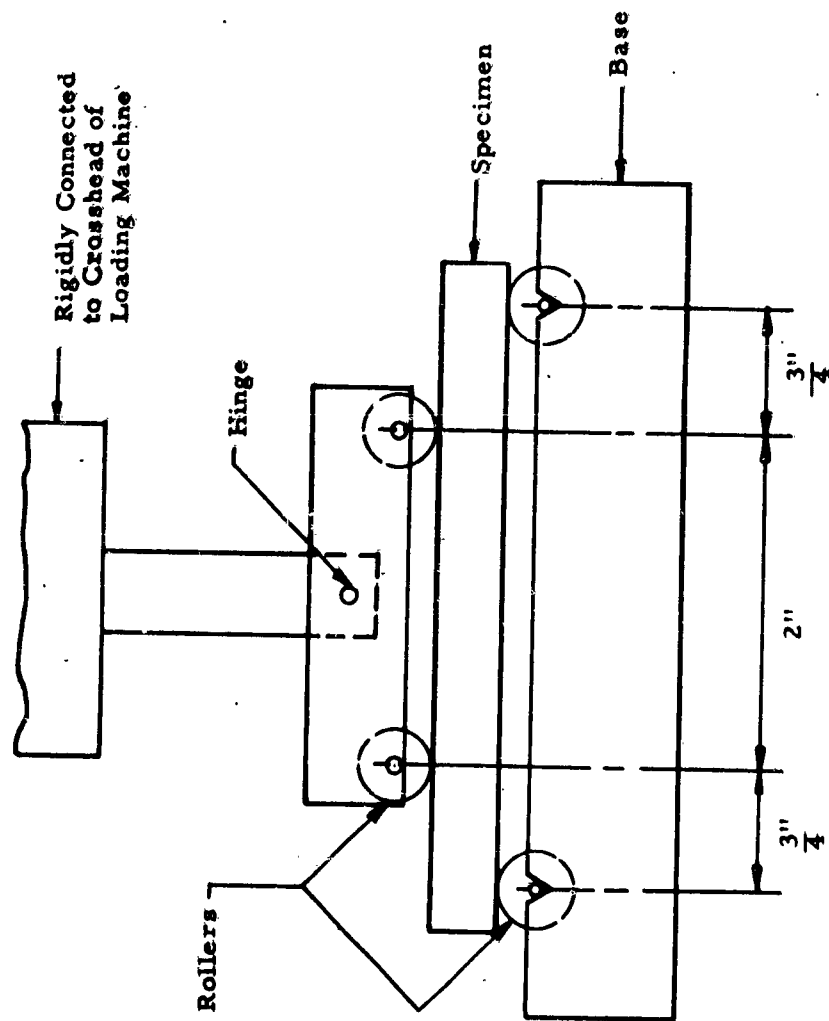 Rigidly Connected
to Crosshead of
Loading Machine
Hinge
Rollers
Specimen
Base
3"
4
2"
3"
4